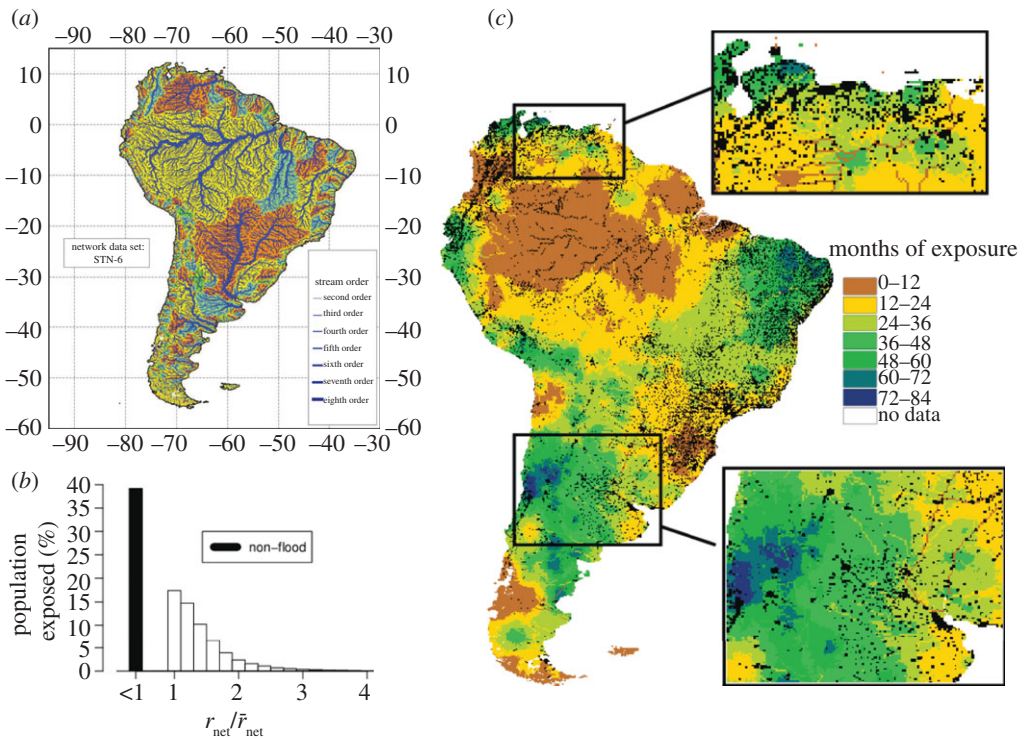 (a)
−90 −80 −70 −60 −50 −40 −30
10
0
−10
−20
−30
−40
−50
−60
10
0
−10
−20
−30
−40
−50
−60
network data set:
STN-6
stream order
second order
third order
fourth order
fifth order
sixth order
seventh order
eighth order
−90 −80 −70 −60 −50 −40 −30
(b)
population
exposed (%)
40
35
30
25
20
15
10
5
0
non-flood
<1 1 2 3 4
r_net/r̄_net
(c)
months of exposure
0–12
12–24
24–36
36–48
48–60
60–72
72–84
no data